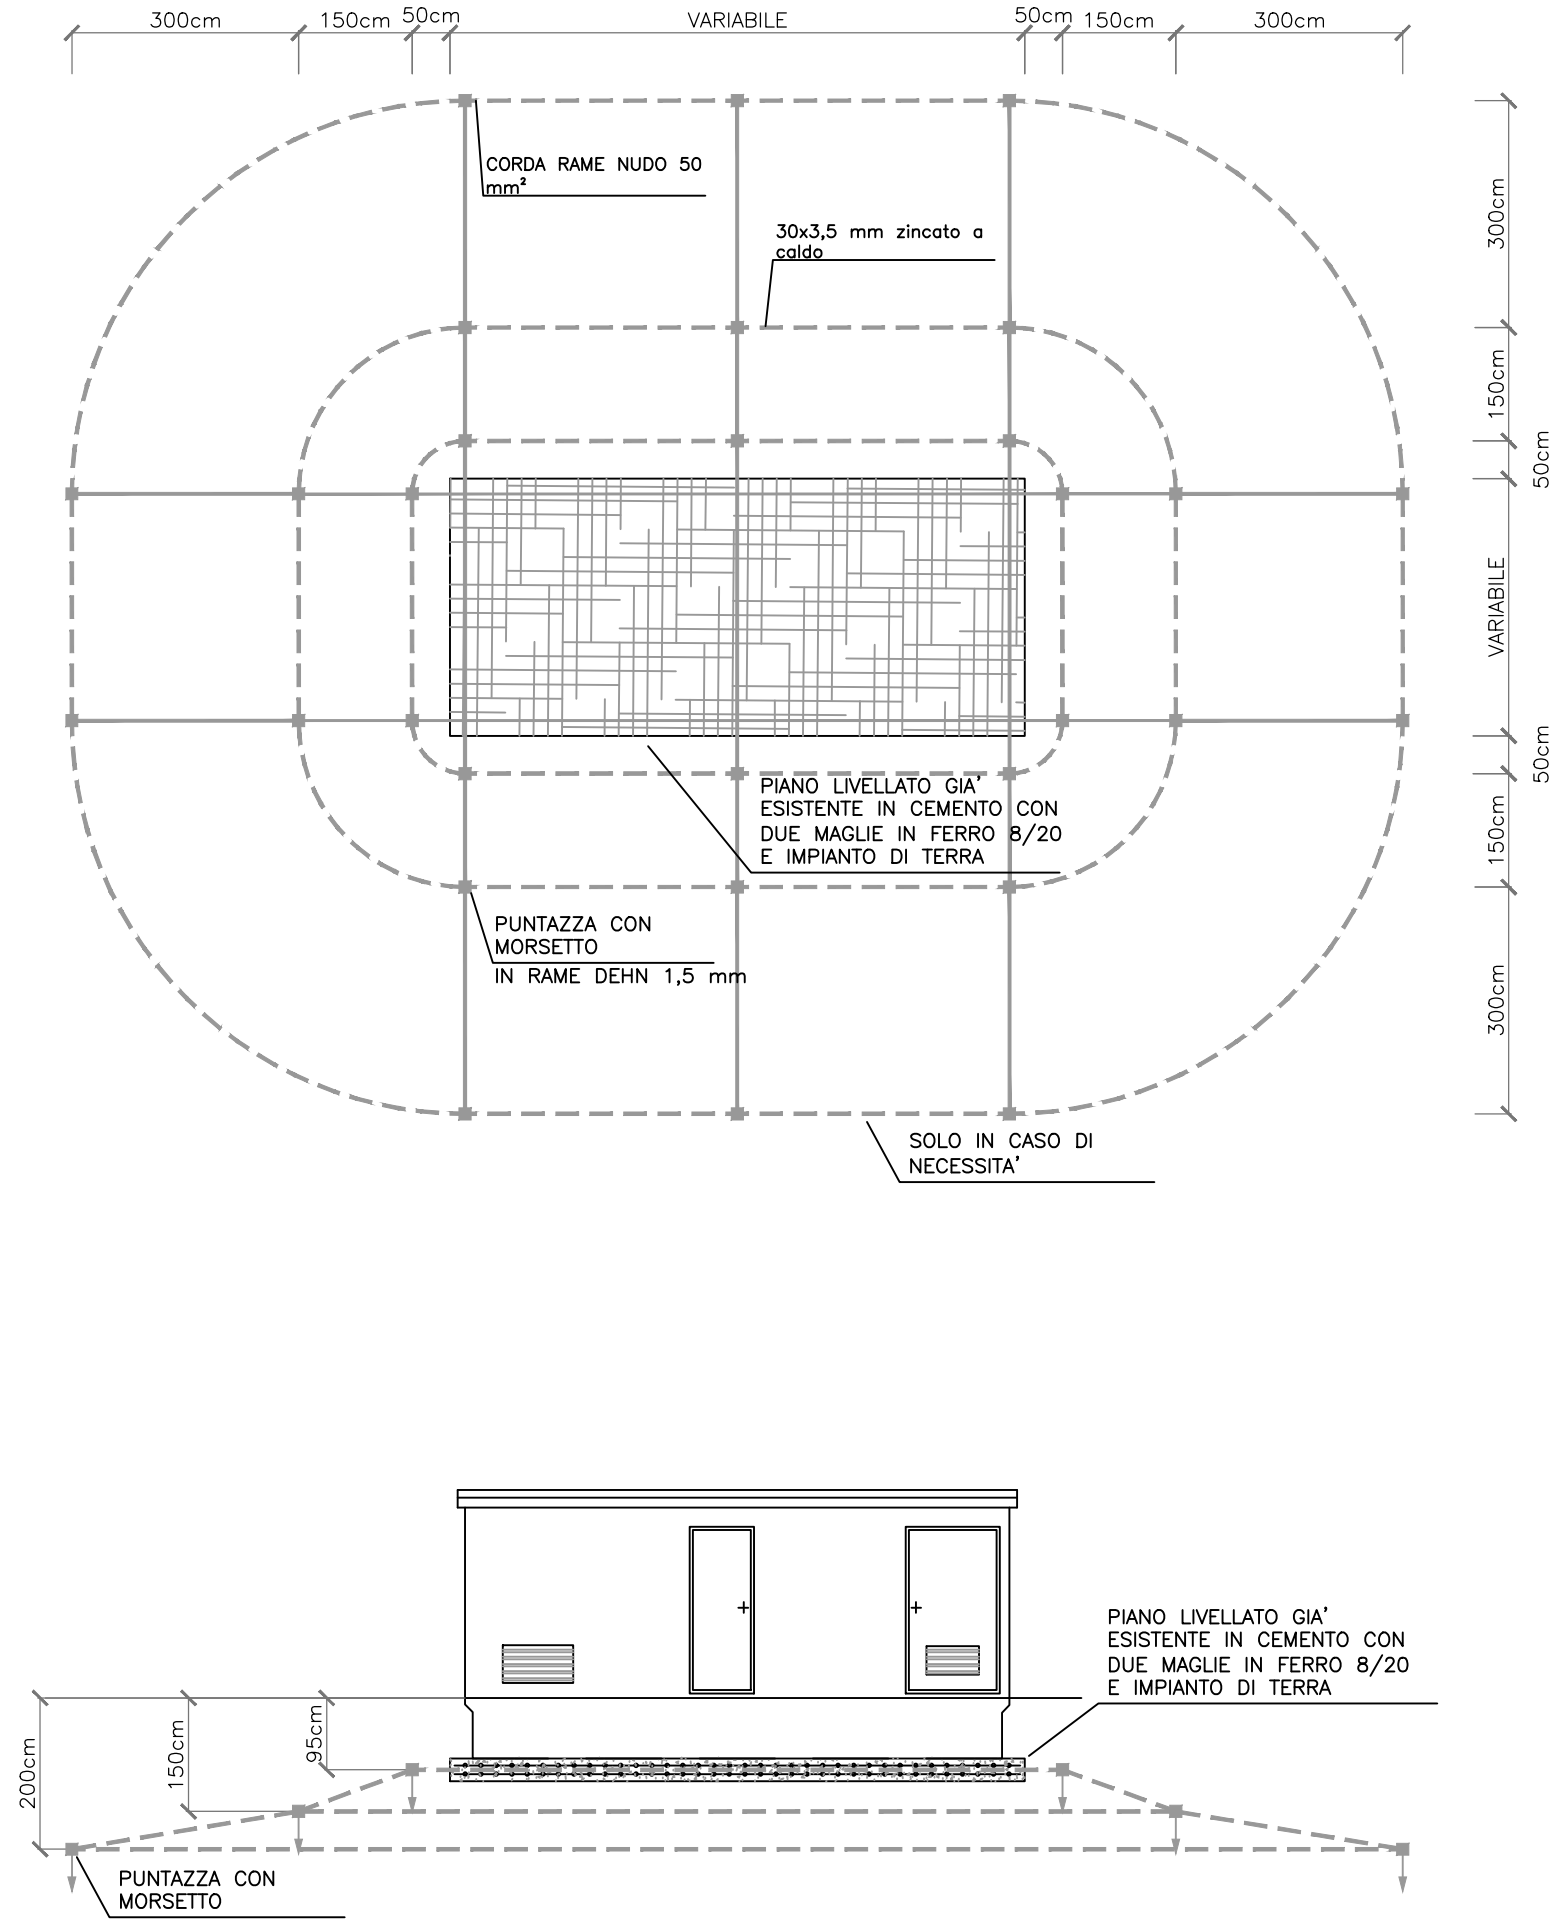 300cm
150cm
50cm
VARIABILE
50cm
150cm
300cm
CORDA RAME NUDO 50
mm²
30x3,5 mm zincato a
caldo
300cm
150cm
50cm
VARIABILE
50cm
150cm
300cm
PIANO LIVELLATO GIA'
ESISTENTE IN CEMENTO CON
DUE MAGLIE IN FERRO 8/20
E IMPIANTO DI TERRA
PUNTAZZA CON
MORSETTO
IN RAME DEHN 1,5 mm
SOLO IN CASO DI
NECESSITA'
PIANO LIVELLATO GIA'
ESISTENTE IN CEMENTO CON
DUE MAGLIE IN FERRO 8/20
E IMPIANTO DI TERRA
95cm
150cm
200cm
PUNTAZZA CON
MORSETTO